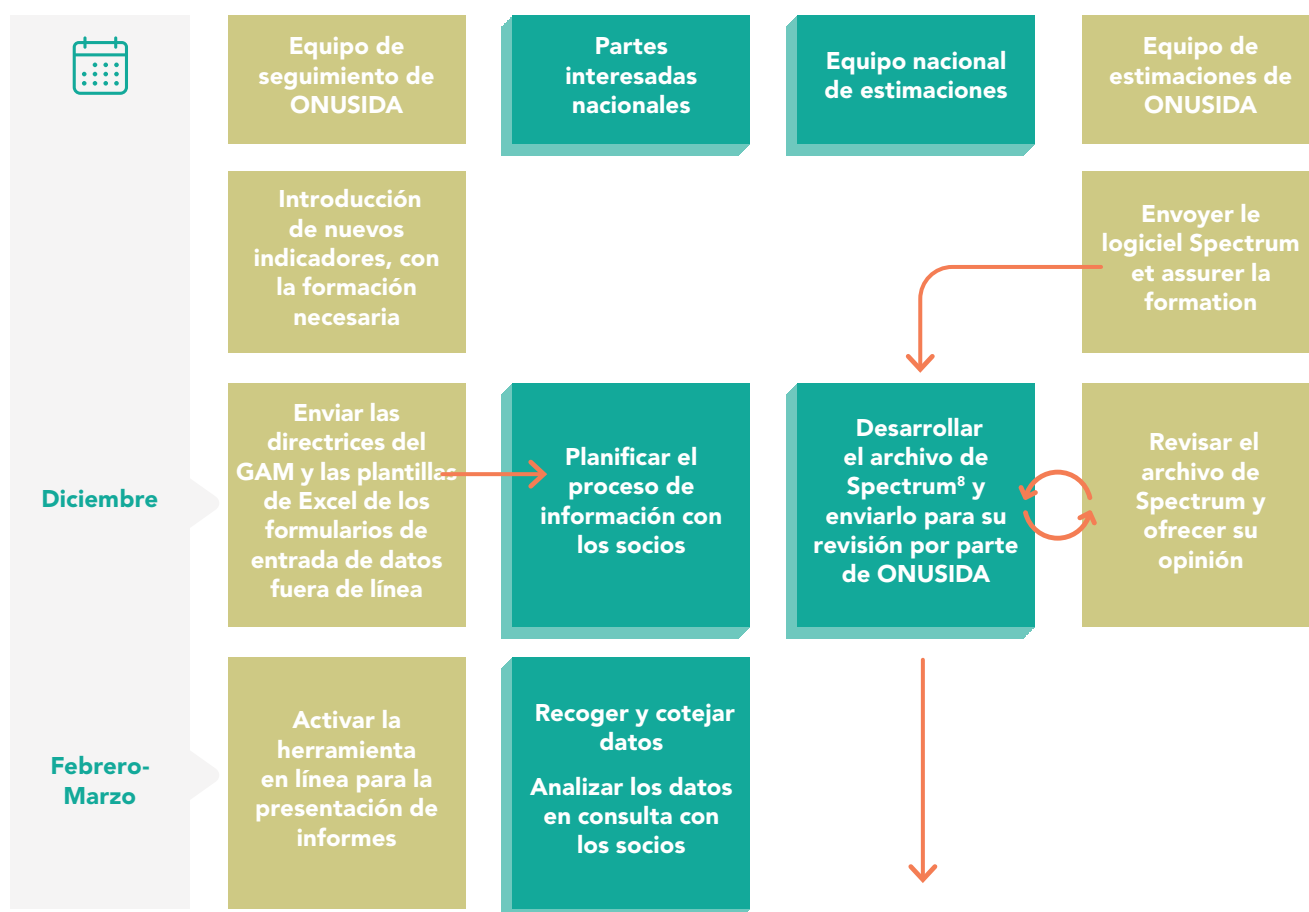 Equipo de
seguimiento de
ONUSIDA
Partes
interesadas
nacionales
Equipo nacional
de estimaciones
Equipo de
estimaciones de
ONUSIDA
Introducción
de nuevos
indicadores, con
la formación
necesaria
Envoyer le
logiciel Spectrum
et assurer la
formation
Diciembre
Enviar las
directrices del
GAM y las plantillas
de Excel de los
formularios de
entrada de datos
fuera de línea
Planificar el
proceso de
información con
los socios
Desarrollar
el archivo de
Spectrum⁸ y
enviarlo para su
revisión por parte
de ONUSIDA
Revisar el
archivo de
Spectrum y
ofrecer su
opinión
Febrero-
Marzo
Activar la
herramienta
en línea para la
presentación de
informes
Recoger y cotejar
datos
Analizar los datos
en consulta con
los socios